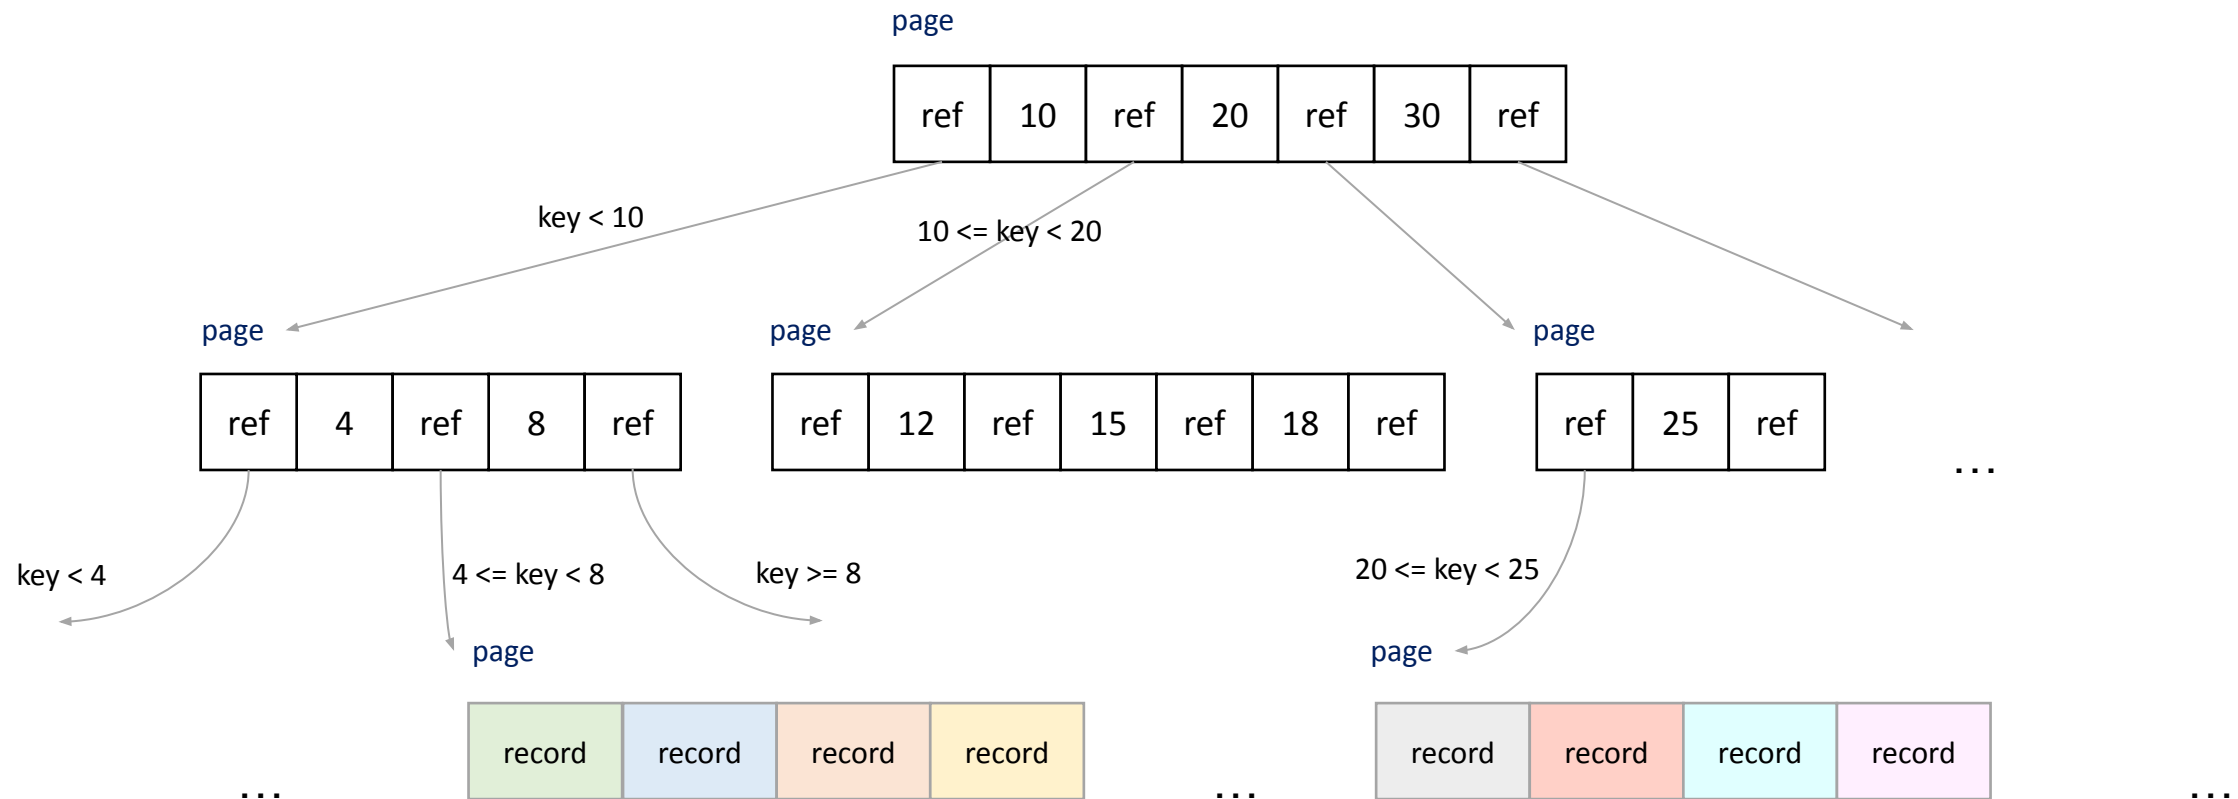 page
ref 10 ref 20 ref 30 ref
key < 10
10 <= key < 20
page
page
page
ref 4 ref 8 ref
ref 12 ref 15 ref 18 ref
ref 25 ref
...
key < 4
4 <= key < 8
key >= 8
20 <= key < 25
page
page
...
record record record record
...
record record record record
...